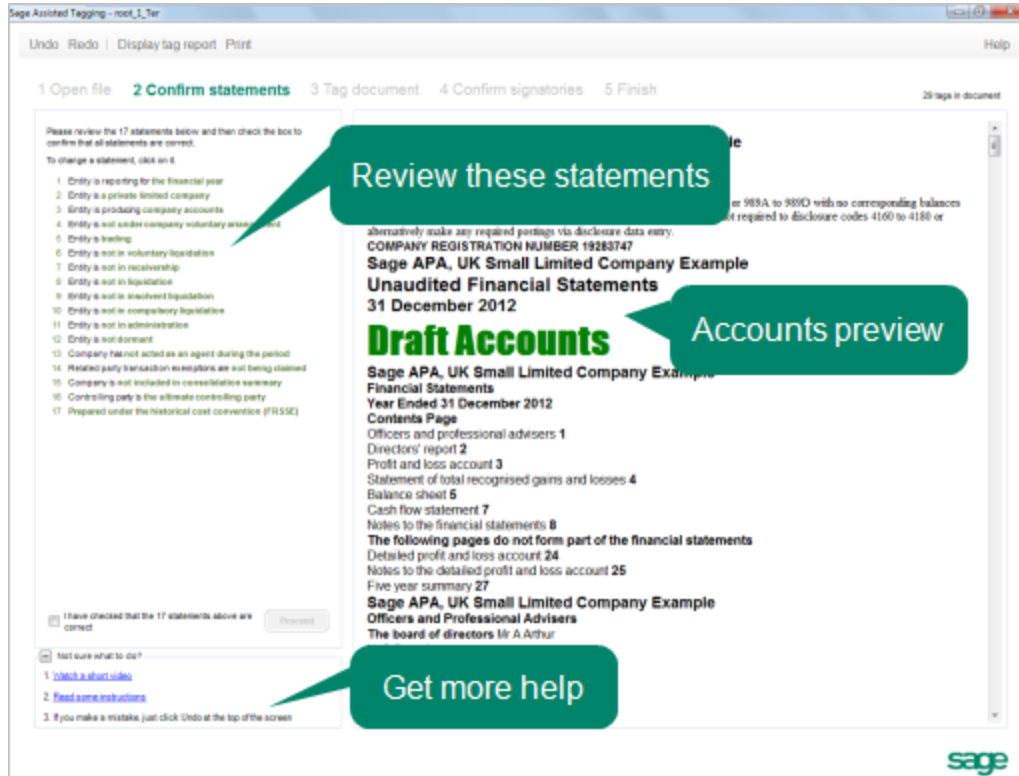 Sage Assisted Tagging - root_1_Ter
Undo Redo | Display tag report Print
Help
1 Open file 2 Confirm statements 3 Tag document 4 Confirm signatories 5 Finish
29 tags in document
Please review the 17 statements below and then check the box to
confirm that all statements are correct.
To change a statement, click on it.
1 Entity is reporting for the financial year
2 Entity is a private limited company
3 Entity is producing company accounts
4 Entity is not under company voluntary
5 Entity is trading
6 Entity is not in voluntary liquidation
7 Entity is not in receivership
8 Entity is not in liquidation
9 Entity is not in insolvent liquidation
10 Entity is not in compulsory liquidation
11 Entity is not in administration
12 Entity is not dormant
13 Company has not acted as an agent during the period
14 Related party transaction exemptions are not being claimed
15 Company is not included in consolidation summary
16 Controlling party is the ultimate controlling party
17 Prepared under the historical cost convention (FRSSE)
I have checked that the 17 statements above are
correct
Proceed
Not sure what to do?
1. Watch a short video
2. Read some instructions
3. If you make a mistake, just click Undo at the top of the screen
Review these statements
or 989A to 989D with no corresponding balances
required to disclosure codes 4160 to 4180 or
alternatively make any required postings via disclosure data entry.
COMPANY REGISTRATION NUMBER 19283747
Sage APA, UK Small Limited Company Example
Unaudited Financial Statements
31 December 2012
Accounts preview
Draft Accounts
Sage APA, UK Small Limited Company Example
Financial Statements
Year Ended 31 December 2012
Contents Page
Officers and professional advisers 1
Directors' report 2
Profit and loss account 3
Statement of total recognised gains and losses 4
Balance sheet 5
Cash flow statement 7
Notes to the financial statements 8
The following pages do not form part of the financial statements
Detailed profit and loss account 24
Notes to the detailed profit and loss account 25
Five year summary 27
Sage APA, UK Small Limited Company Example
Officers and Professional Advisers
The board of directors Mr A Arthur
Get more help
sage